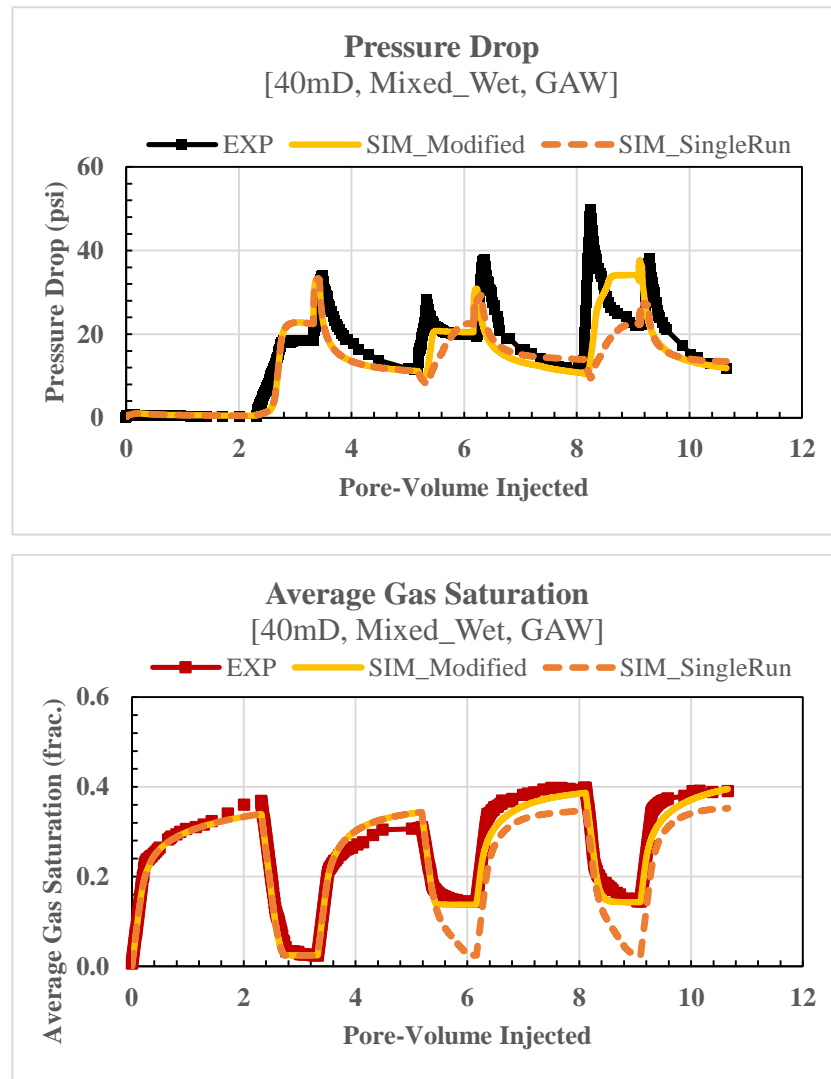 Pressure Drop
[40mD, Mixed_Wet, GAW]
EXP SIM_Modified SIM_SingleRun
60
40
20
0
Pressure Drop (psi)
0 2 4 6 8 10 12
Pore-Volume Injected
Average Gas Saturation
[40mD, Mixed_Wet, GAW]
EXP SIM_Modified SIM_SingleRun
0.6
0.4
0.2
0.0
Average Gas Saturation (frac.)
0 2 4 6 8 10 12
Pore-Volume Injected